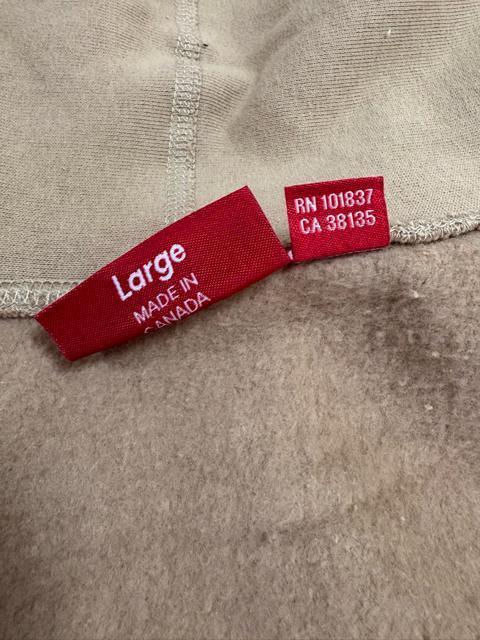 Large
MADE IN
CANADA
RN 101837
CA 38135